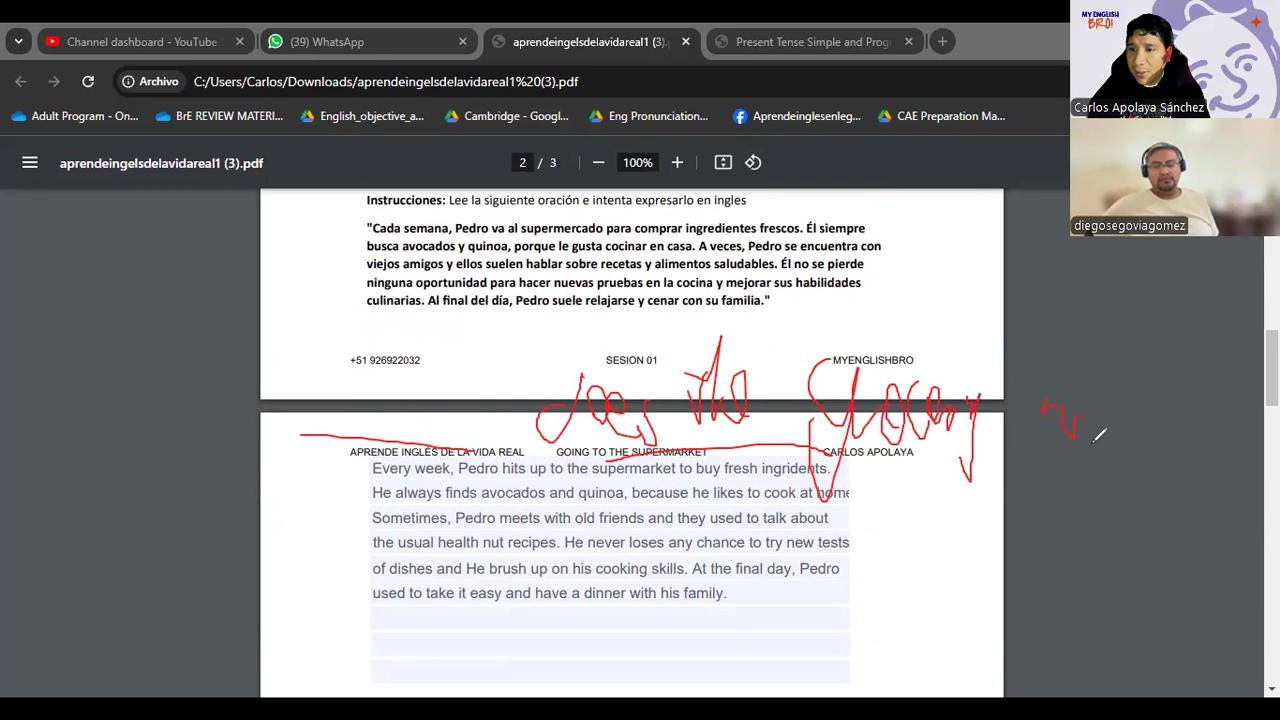 MY ENGLISH
BRO!
Channel dashboard - YouTube
(39) WhatsApp
aprendeingelsdelavidareal1 (3).
Present Tense Simple and Prog
Archivo
C:/Users/Carlos/Downloads/aprendeingelsdelavidareal1%20(3).pdf
Carlos Apolaya Sánchez
Adult Program - On...
BrE REVIEW MATERI...
English_objective_a...
Cambridge - Googl...
Eng Pronunciation...
Aprendeinglesenleg...
CAE Preparation Ma...
aprendeingelsdelavidareal1 (3).pdf
2 / 3
100%
diegosegoviagomez
Instrucciones: Lee la siguiente oración e intenta expresarlo en ingles
"Cada semana, Pedro va al supermercado para comprar ingredientes frescos. Él siempre
busca avocados y quinoa, porque le gusta cocinar en casa. A veces, Pedro se encuentra con
viejos amigos y ellos suelen hablar sobre recetas y alimentos saludables. Él no se pierde
ninguna oportunidad para hacer nuevas pruebas en la cocina y mejorar sus habilidades
culinarias. Al final del día, Pedro suele relajarse y cenar con su familia."
+51 926922032 SESION 01 MYENGLISHBRO
does the
APRENDE INGLÉS DE LA VIDA REAL GOING TO THE SUPERMARKET CARLOS APOLAYA
Every week, Pedro hits up to the supermarket to buy fresh ingridents.
He always finds avocados and quinoa, because he likes to cook at home
Sometimes, Pedro meets with old friends and they used to talk about
the usual health nut recipes. He never loses any chance to try new tests
of dishes and He brush up on his cooking skills. At the final day, Pedro
used to take it easy and have a dinner with his family.